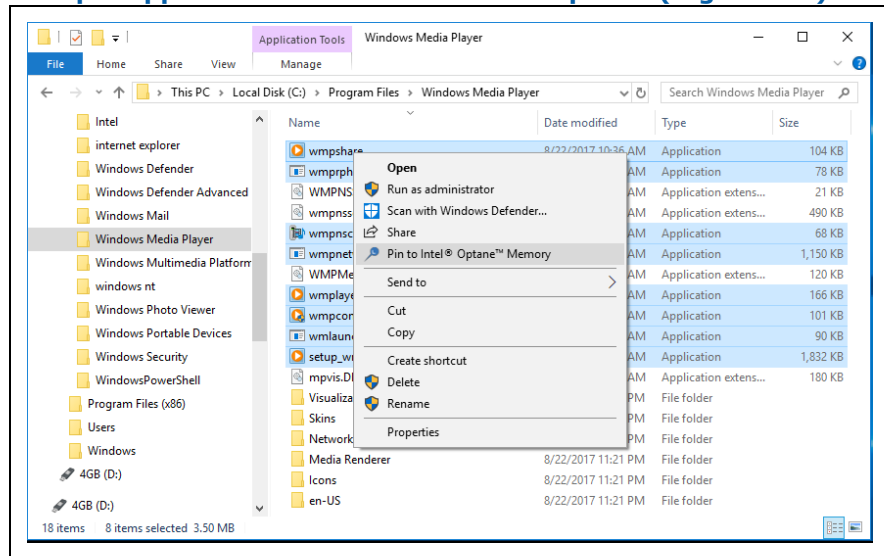 Application Tools Windows Media Player
File Home Share View Manage
This PC > Local Disk (C:) > Program Files > Windows Media Player Search Windows Media Player
Name Date modified Type Size
Intel
internet explorer
Windows Defender
Windows Defender Advanced
Windows Mail
Windows Media Player
Windows Multimedia Platform
windows nt
Windows Photo Viewer
Windows Portable Devices
Windows Security
WindowsPowerShell
Program Files (x86)
Users
Windows
4GB (D:)
4GB (D:)
wmpshare 8/22/2017 10:36 AM Application 104 KB
wmprph AM Application 78 KB
WMPNS AM Application extens... 21 KB
wmpnss AM Application extens... 490 KB
wmpnsc AM Application 68 KB
wmpnet AM Application 1,150 KB
WMPMe AM Application extens... 120 KB
wmplaye AM Application 166 KB
wmpcon AM Application 101 KB
wmlaun AM Application 90 KB
setup_w AM Application 1,832 KB
mpvis.D AM Application extens... 180 KB
Visualiza PM File folder
Skins PM File folder
Network PM File folder
Media Renderer 8/22/2017 11:21 PM File folder
Icons 8/22/2017 11:21 PM File folder
en-US 8/22/2017 11:21 PM File folder
Open
Run as administrator
Scan with Windows Defender...
Share
Pin to Intel® Optane™ Memory
Send to
Cut
Copy
Create shortcut
Delete
Rename
Properties
18 items 8 items selected 3.50 MB